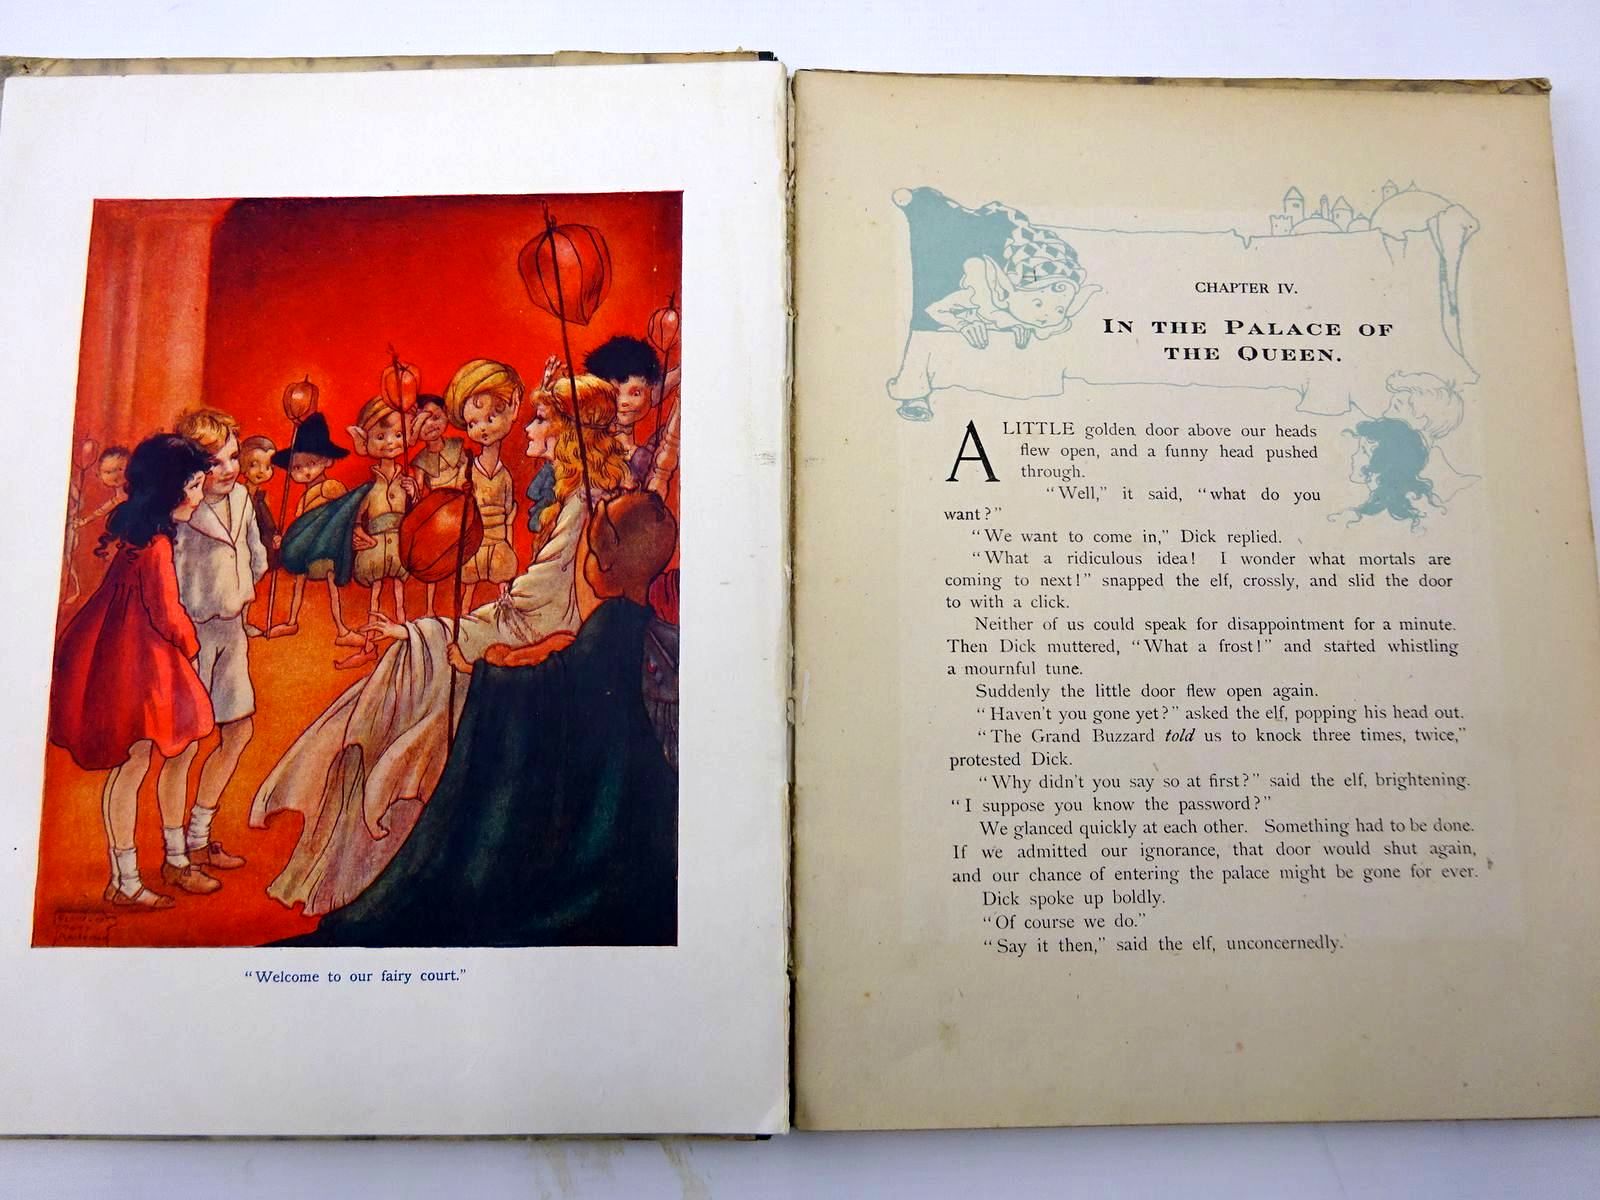 "Welcome to our fairy court."
CHAPTER IV.
IN THE PALACE OF
THE QUEEN.
A LITTLE golden door above our heads
flew open, and a funny head pushed
through.
"Well," it said, "what do you
want?"
"We want to come in," Dick replied.
"What a ridiculous idea! I wonder what mortals are
coming to next!" snapped the elf, crossly, and slid the door
to with a click.
Neither of us could speak for disappointment for a minute.
Then Dick muttered, "What a frost!" and started whistling
a mournful tune.
Suddenly the little door flew open again.
"Haven't you gone yet?" asked the elf, popping his head out.
"The Grand Buzzard told us to knock three times, twice,"
protested Dick.
"Why didn't you say so at first?" said the elf, brightening.
"I suppose you know the password?"
We glanced quickly at each other. Something had to be done.
If we admitted our ignorance, that door would shut again,
and our chance of entering the palace might be gone for ever.
Dick spoke up boldly.
"Of course we do."
"Say it then," said the elf, unconcernedly.